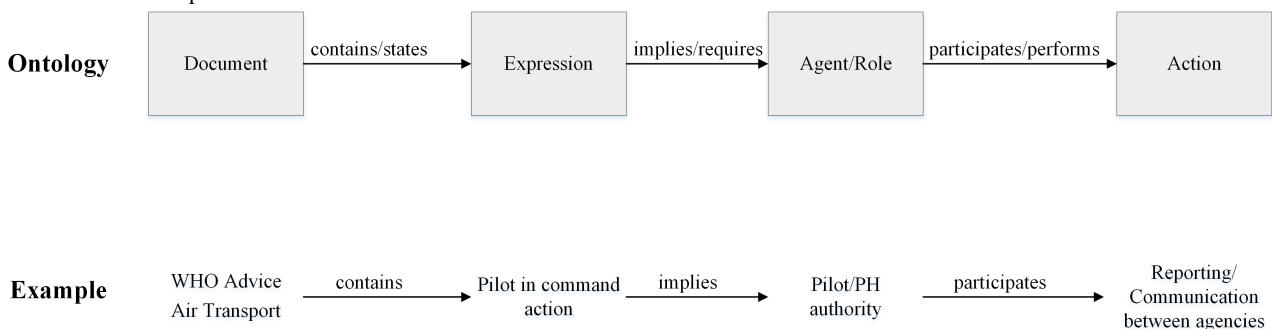 contains/states
implies/requires
participates/performs
Ontology
Document
Expression
Agent/Role
Action
Example
WHO Advice
Air Transport
contains
Pilot in command
action
implies
Pilot/PH
authority
participates
Reporting/
Communication
between agencies